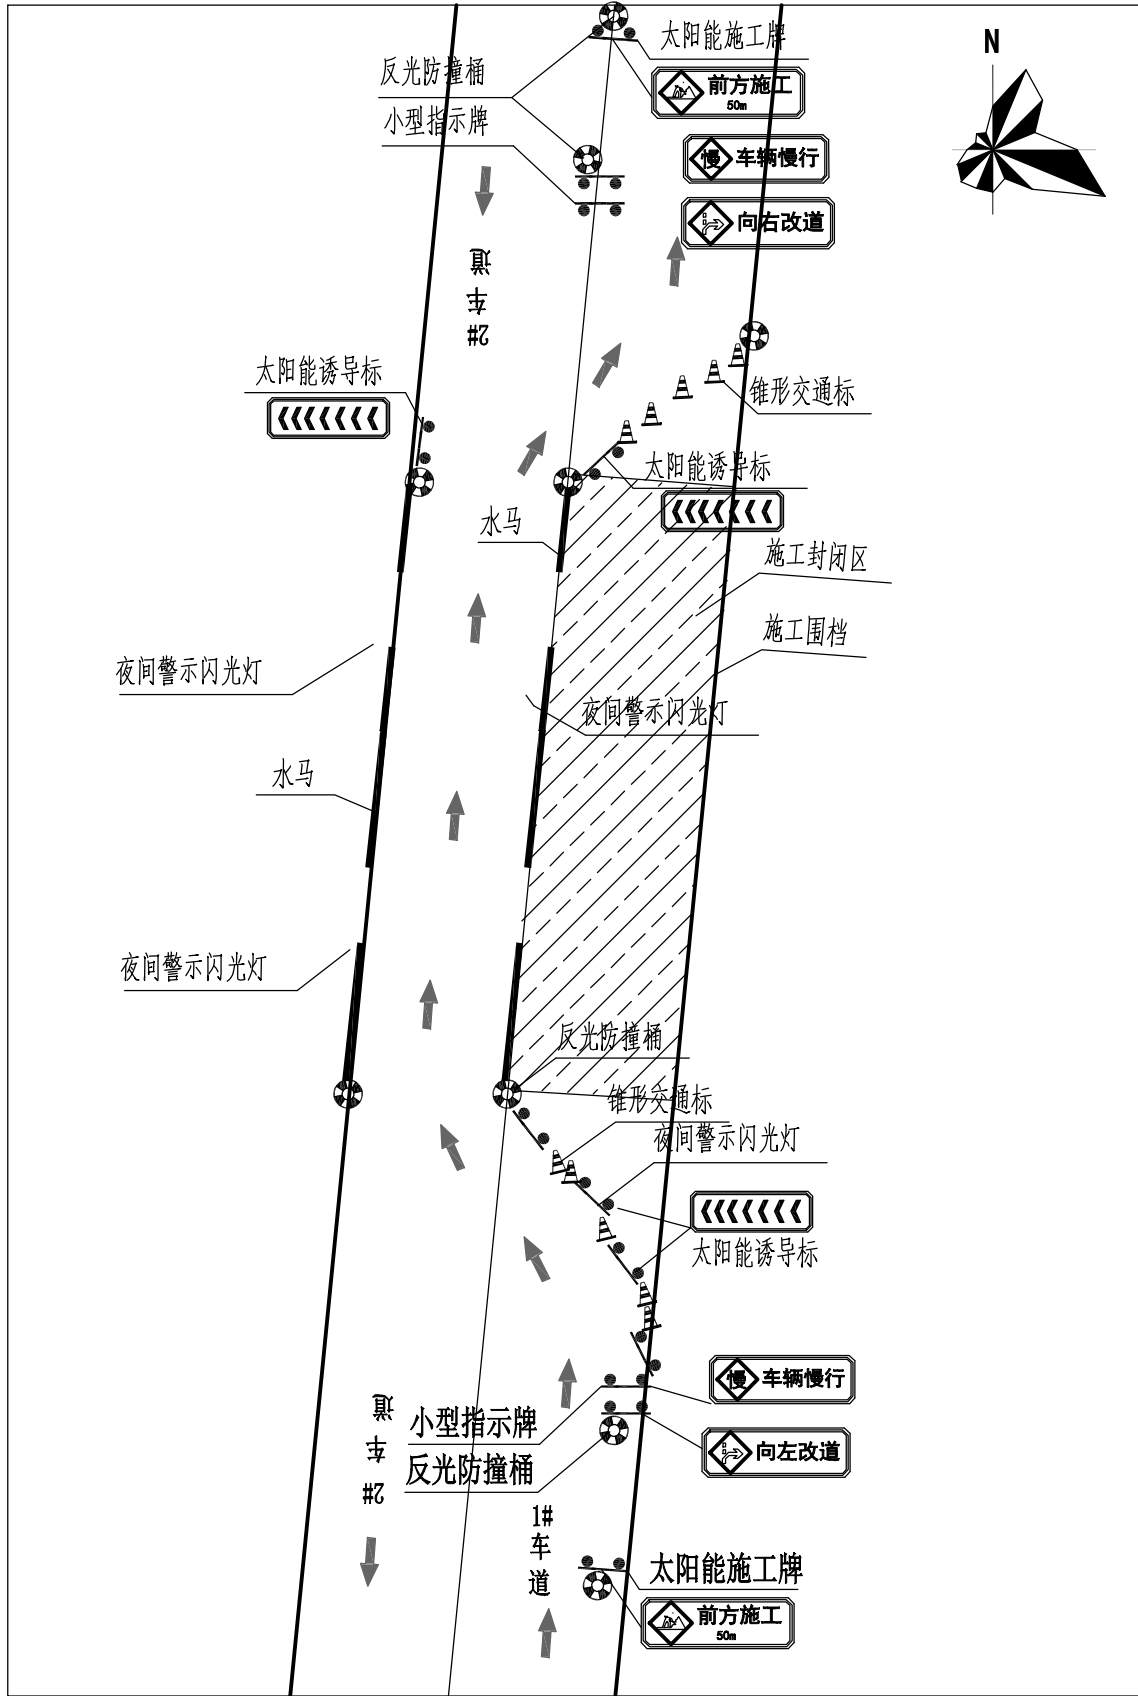 太阳能施工牌
N
反光防撞桶
前方施工
50m
小型指示牌
慢 车辆慢行
向右改道
2#车道
太阳能诱导标
锥形交通标
太阳能诱导标
水马
施工封闭区
施工围档
夜间警示闪光灯
夜间警示闪光灯
水马
夜间警示闪光灯
反光防撞桶
锥形交通标
夜间警示闪光灯
太阳能诱导标
慢 车辆慢行
2#车道
小型指示牌
向左改道
反光防撞桶
1#
车
道
太阳能施工牌
前方施工
50m